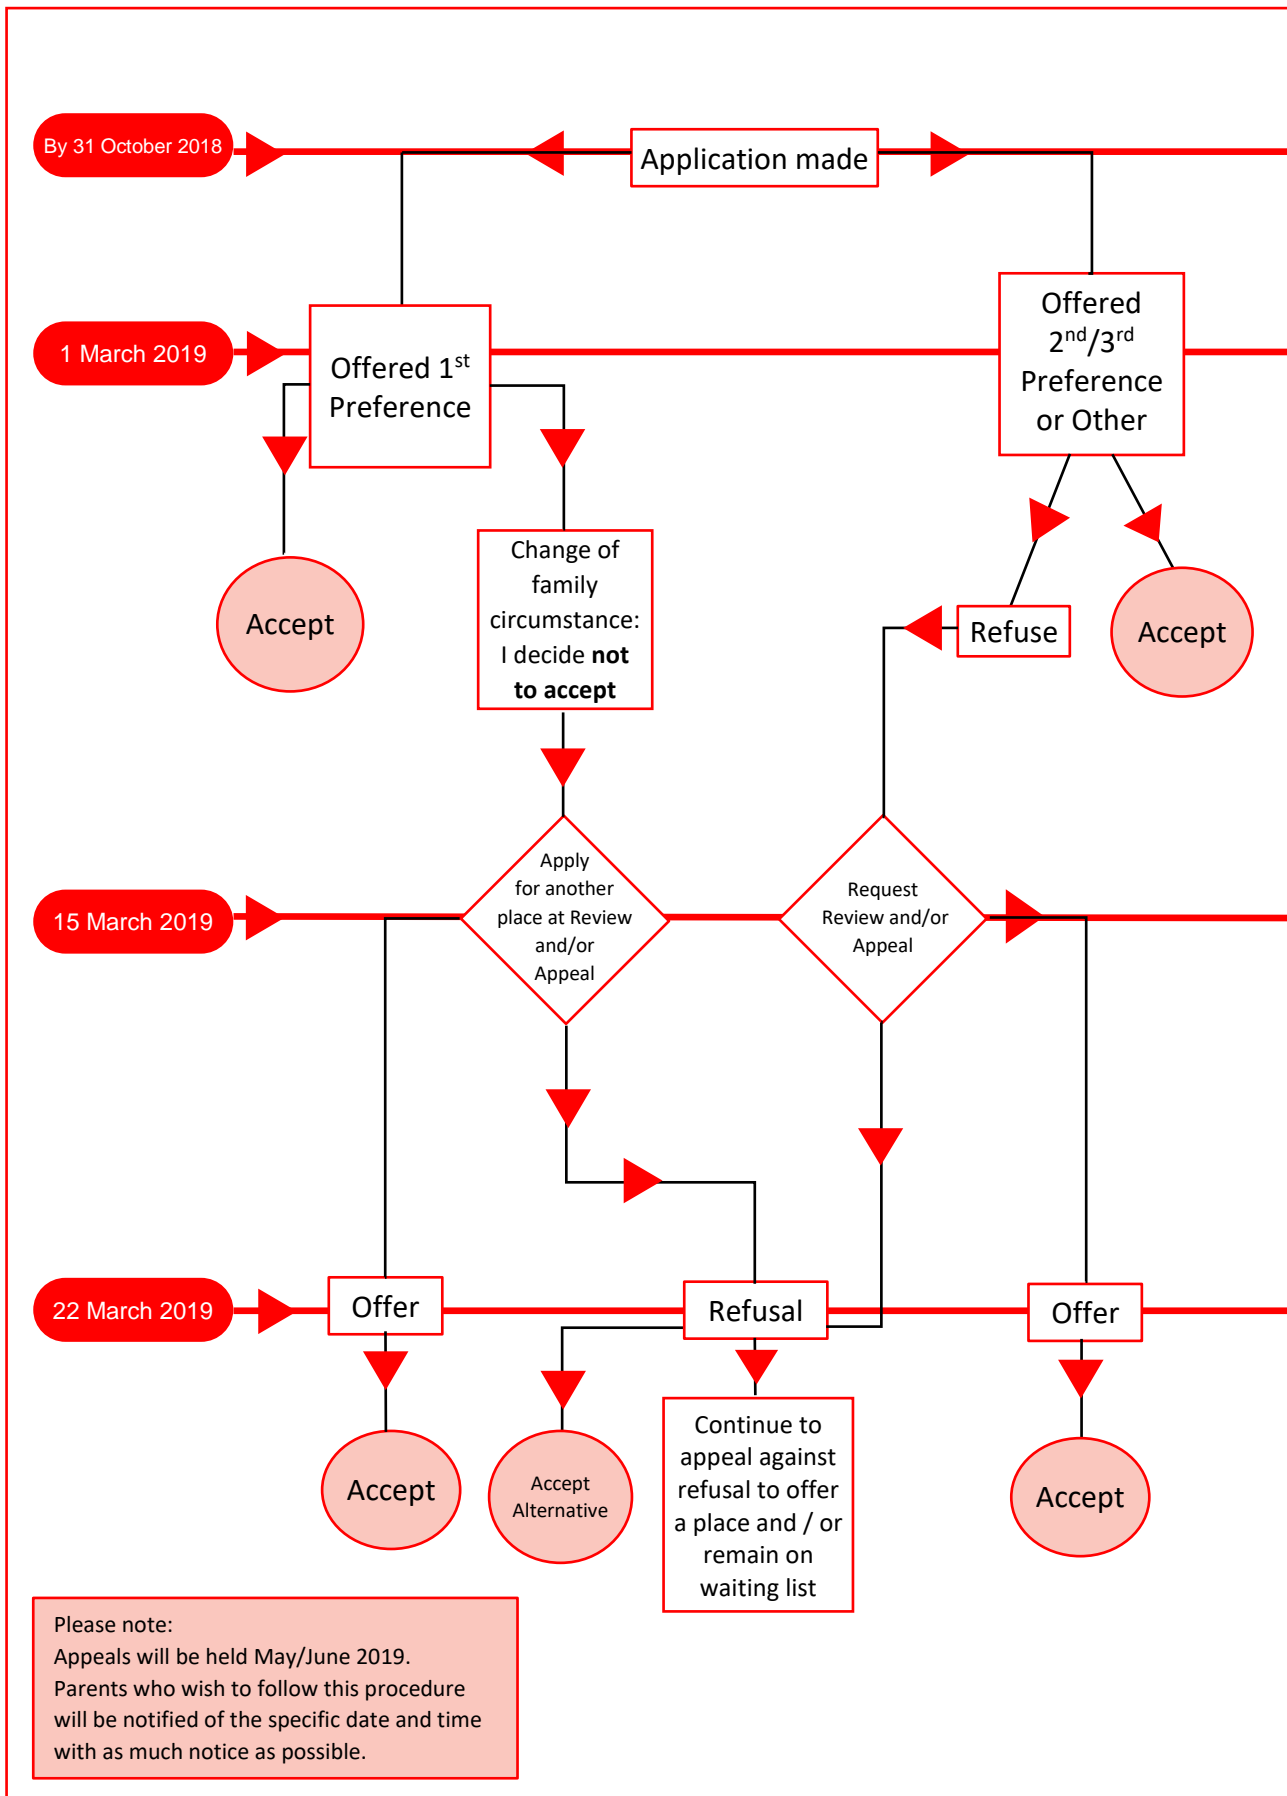 By 31 October 2018
Application made
1 March 2019
Offered 1st
Preference
Offered
2nd/3rd
Preference
or Other
Accept
Change of
family
circumstance:
I decide not
to accept
Refuse
Accept
15 March 2019
Apply
for another
place at Review
and/or
Appeal
Request
Review and/or
Appeal
22 March 2019
Offer
Refusal
Offer
Accept
Accept
Alternative
Continue to
appeal against
refusal to offer
a place and / or
remain on
waiting list
Accept
Please note:
Appeals will be held May/June 2019.
Parents who wish to follow this procedure
will be notified of the specific date and time
with as much notice as possible.